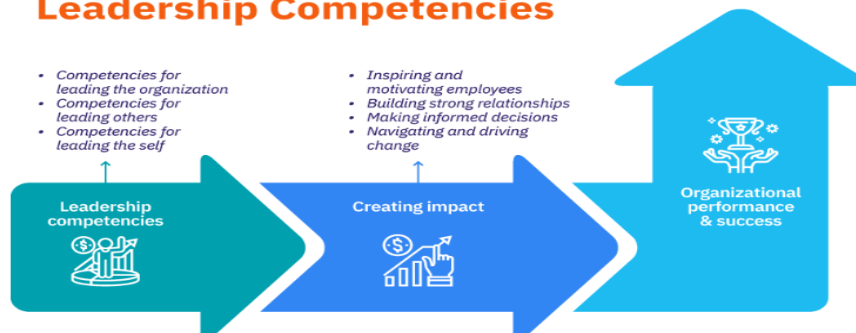 Leadership Competencies
• Competencies for
leading the organization
• Competencies for
leading others
• Competencies for
leading the self
• Inspiring and
motivating employees
• Building strong relationships
• Making informed decisions
• Navigating and driving
change
Leadership
competencies
$
Creating impact
$
Organizational
performance
& success